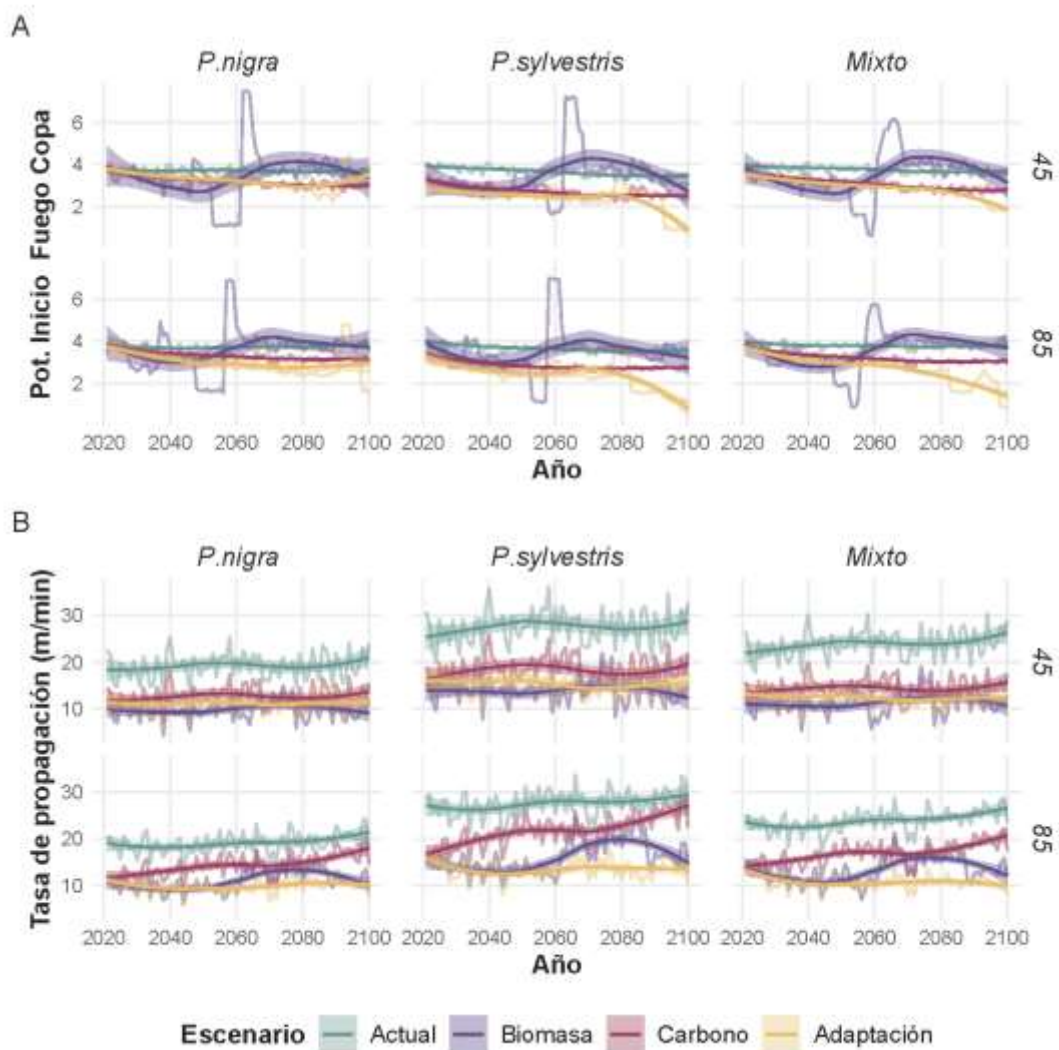 A
P.nigra P.sylvestris Mixto
Pot. Inicio Fuego Copa
6
4
2
45
6
4
2
85
2020 2040 2060 2080 2100 2020 2040 2060 2080 2100 2020 2040 2060 2080 2100
Año
B
P.nigra P.sylvestris Mixto
Tasa de propagación (m/min)
30
20
10
45
30
20
10
85
2020 2040 2060 2080 2100 2020 2040 2060 2080 2100 2020 2040 2060 2080 2100
Año
Escenario Actual Biomasa Carbono Adaptación